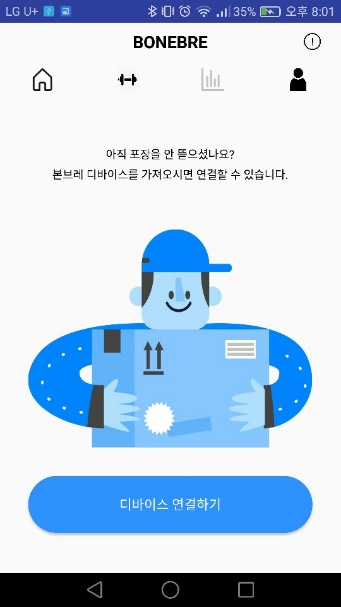 LG U+ 35% 오후 8:01
BONEBRE
아직 포장을 안 뜯으셨나요?
본브레 디바이스를 가져오시면 연결할 수 있습니다.
디바이스 연결하기